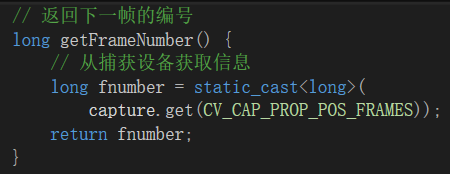 // 返回下一帧的编号
long getFrameNumber() {
    // 从捕获设备获取信息
    long fnumber = static_cast<long>(
        capture.get(CV_CAP_PROP_POS_FRAMES));
    return fnumber;
}